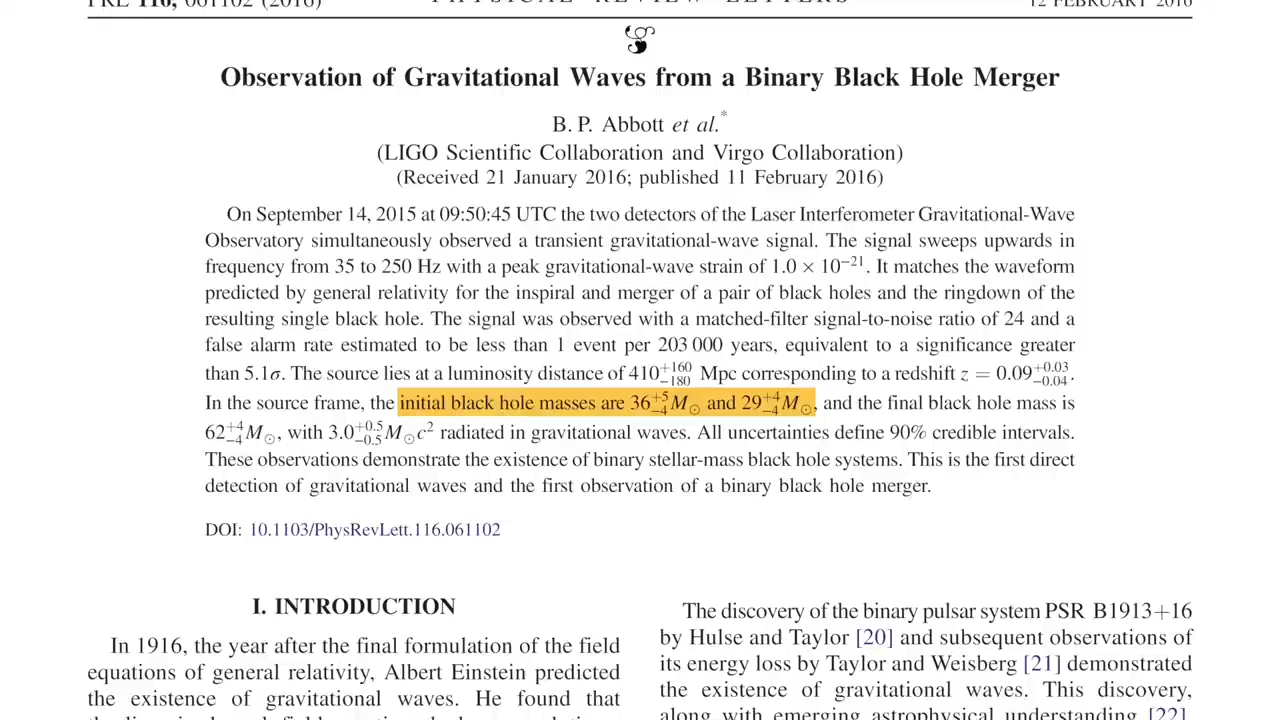 PRL 116, 061102 (2016) PHYSICAL REVIEW LETTERS 12 FEBRUARY 2016
Observation of Gravitational Waves from a Binary Black Hole Merger
B. P. Abbott et al.*
(LIGO Scientific Collaboration and Virgo Collaboration)
(Received 21 January 2016; published 11 February 2016)
On September 14, 2015 at 09:50:45 UTC the two detectors of the Laser Interferometer Gravitational-Wave
Observatory simultaneously observed a transient gravitational-wave signal. The signal sweeps upwards in
frequency from 35 to 250 Hz with a peak gravitational-wave strain of 1.0 × 10⁻²¹. It matches the waveform
predicted by general relativity for the inspiral and merger of a pair of black holes and the ringdown of the
resulting single black hole. The signal was observed with a matched-filter signal-to-noise ratio of 24 and a
false alarm rate estimated to be less than 1 event per 203 000 years, equivalent to a significance greater
than 5.1σ. The source lies at a luminosity distance of 410⁺¹⁶⁰₋₁₈₀ Mpc corresponding to a redshift z = 0.09⁺⁰·⁰³₋₀.₀₄.
In the source frame, the initial black hole masses are 36⁺⁵₋₄M☉ and 29⁺⁴₋₄M☉, and the final black hole mass is
62⁺⁴₋₄M☉, with 3.0⁺⁰·⁵₋₀.₅M☉c² radiated in gravitational waves. All uncertainties define 90% credible intervals.
These observations demonstrate the existence of binary stellar-mass black hole systems. This is the first direct
detection of gravitational waves and the first observation of a binary black hole merger.
DOI: 10.1103/PhysRevLett.116.061102
I. INTRODUCTION
In 1916, the year after the final formulation of the field
equations of general relativity, Albert Einstein predicted
the existence of gravitational waves. He found that
The discovery of the binary pulsar system PSR B1913+16
by Hulse and Taylor [20] and subsequent observations of
its energy loss by Taylor and Weisberg [21] demonstrated
the existence of gravitational waves. This discovery,
along with emerging astrophysical understanding [22],